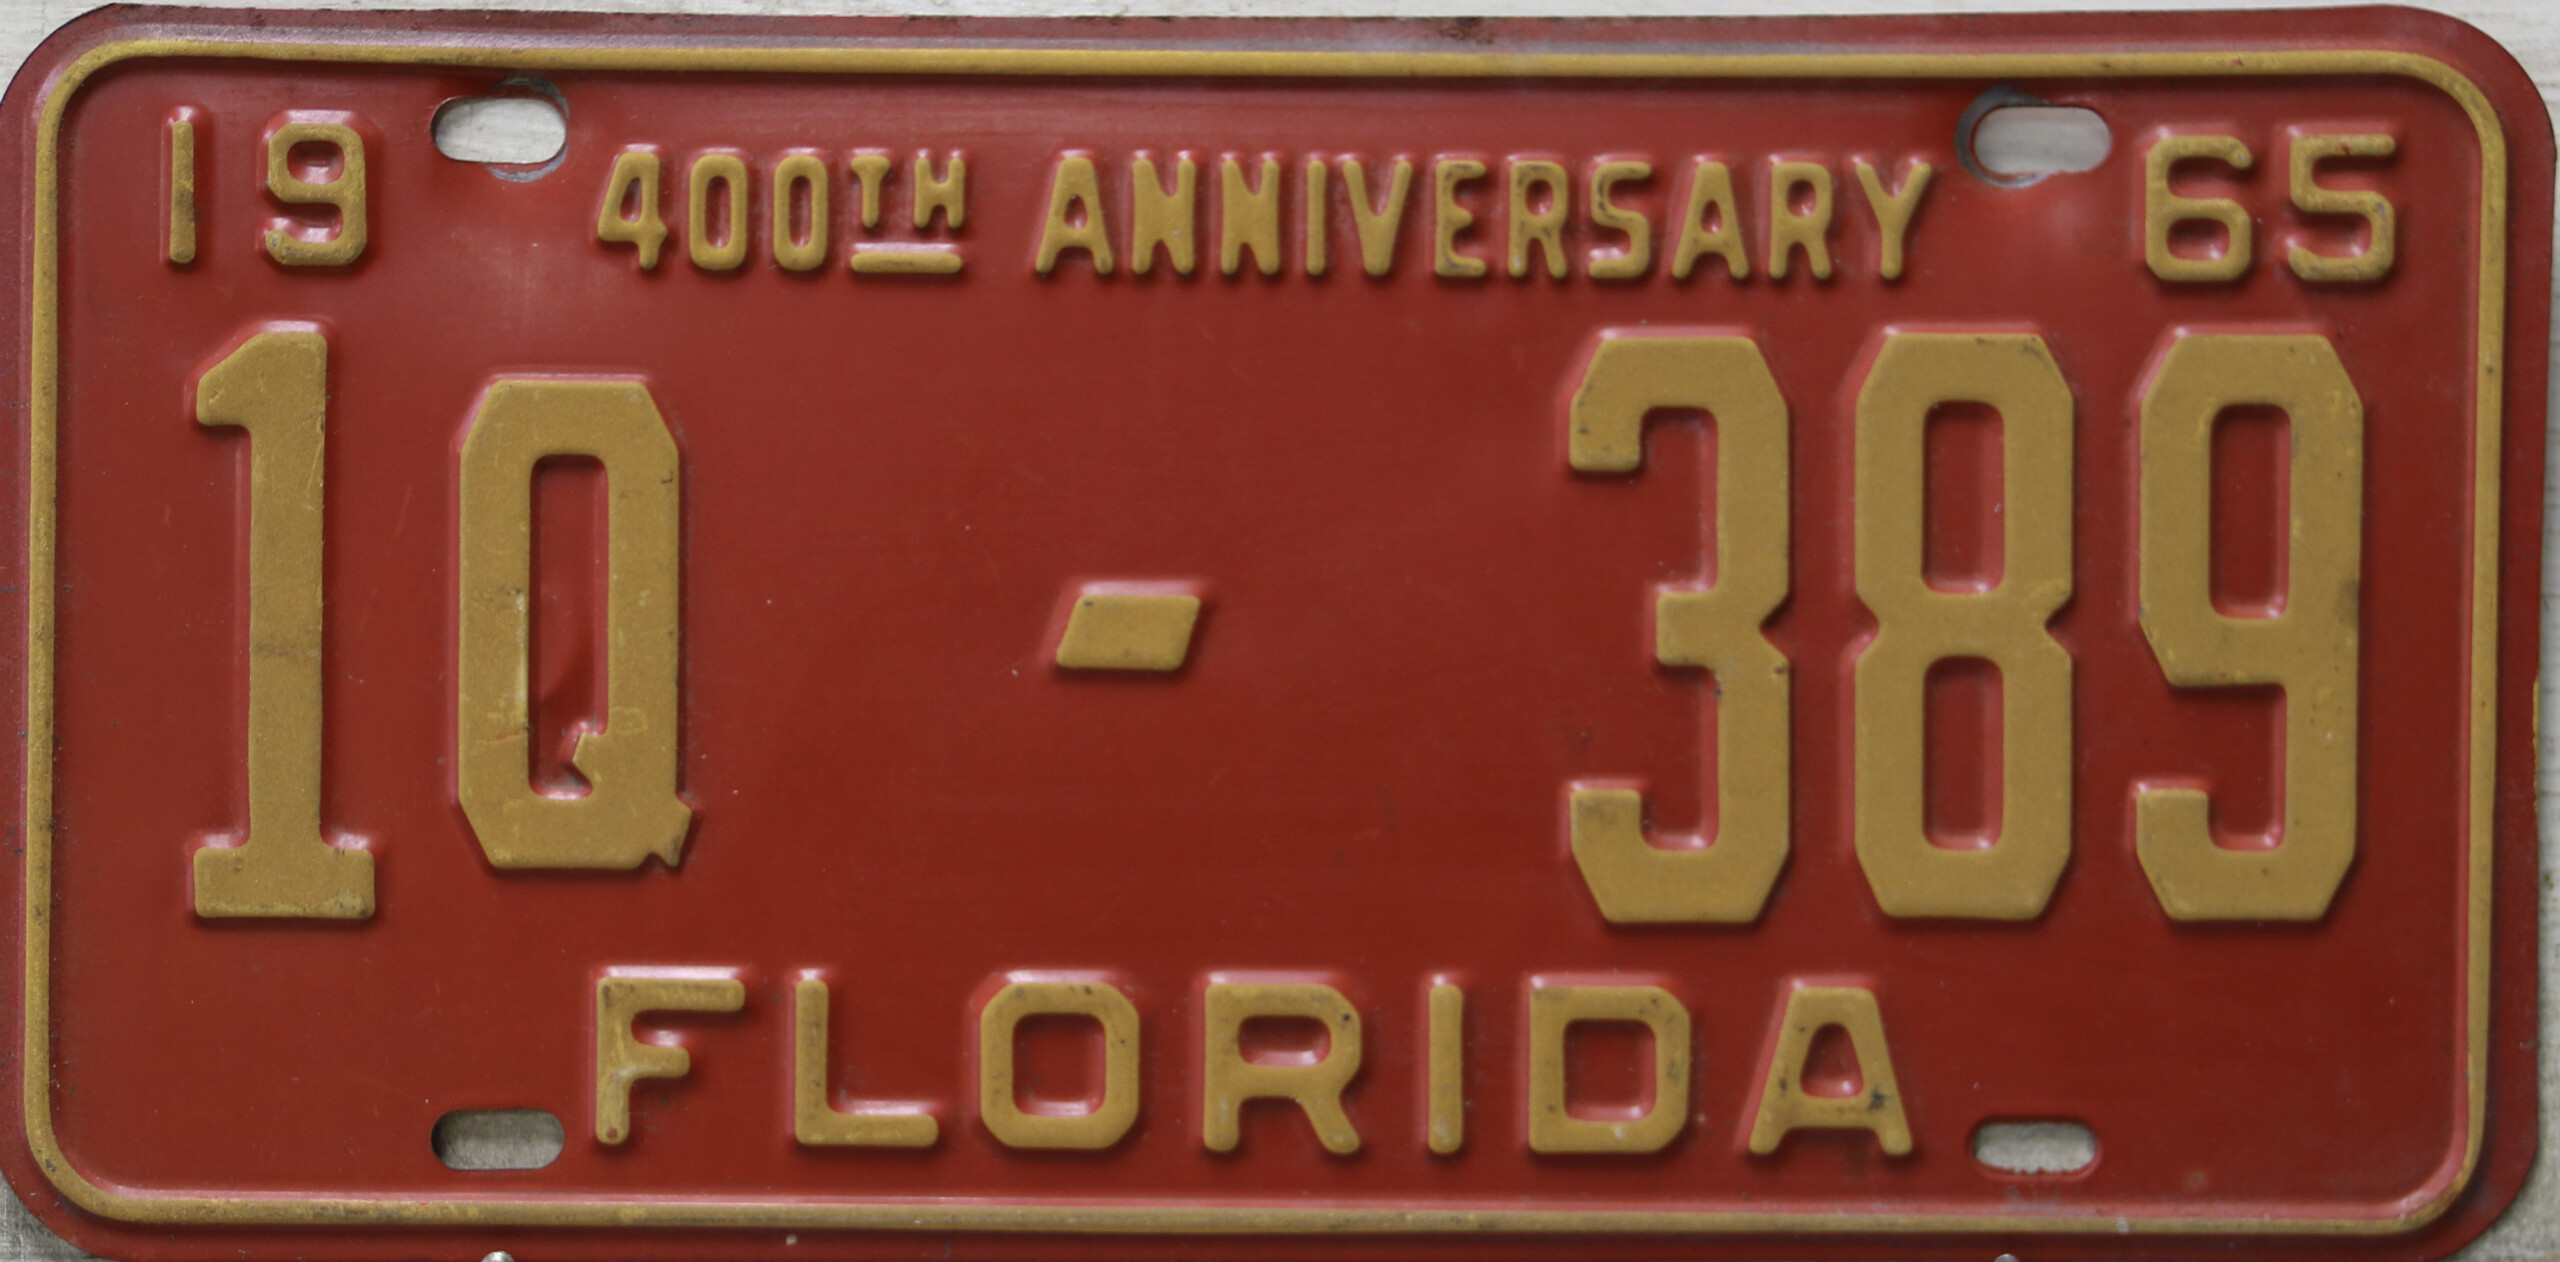 19 400TH ANNIVERSARY 65
1Q - 389
FLORIDA